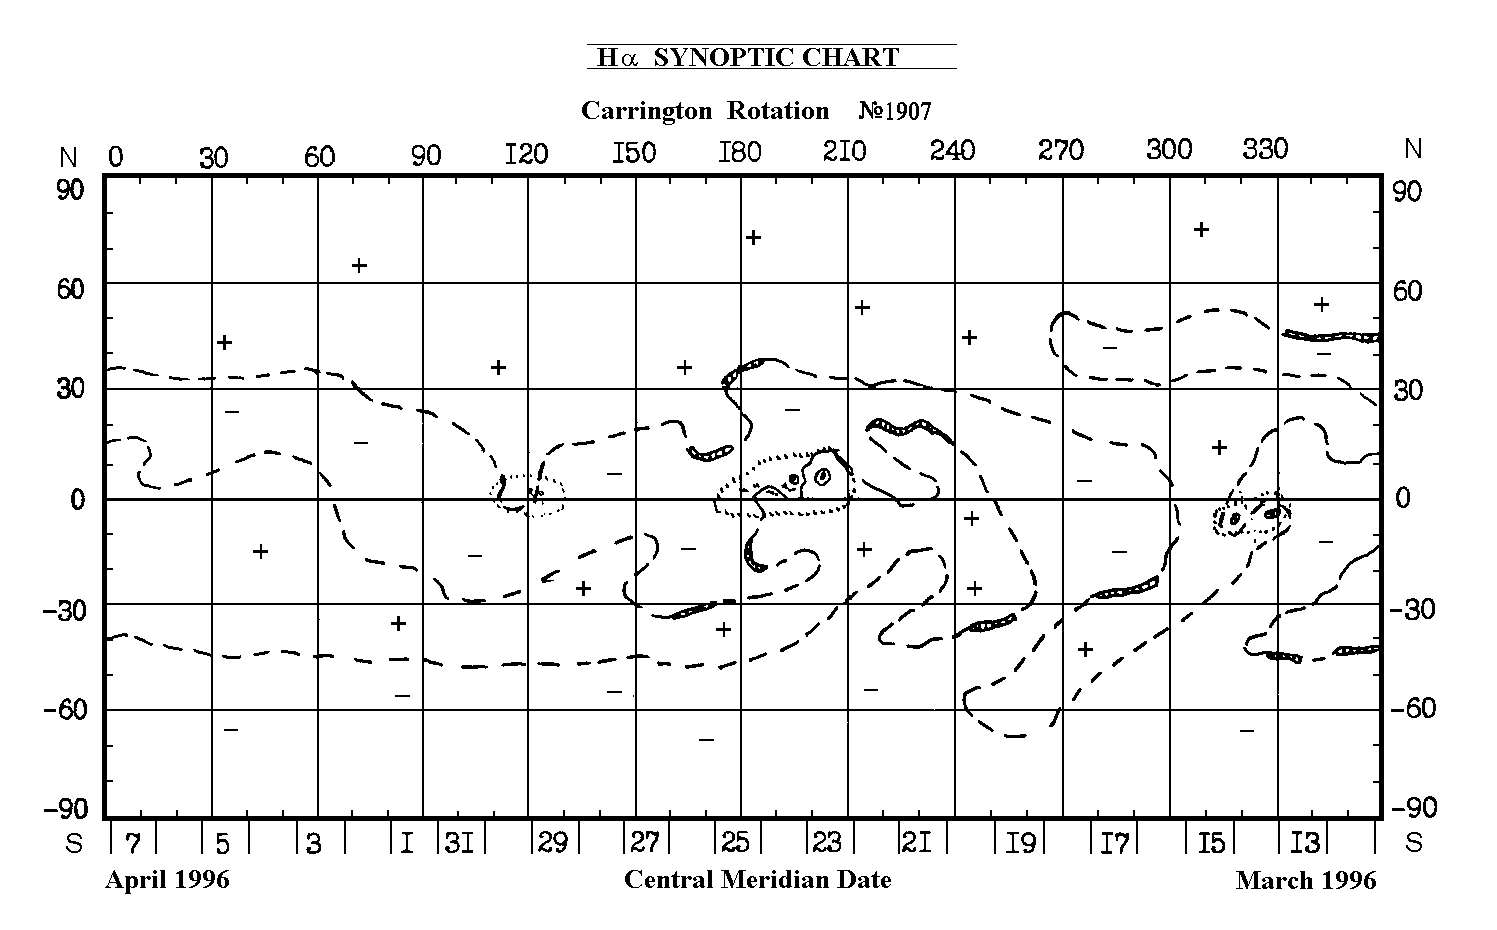 Hα SYNOPTIC CHART
Carrington Rotation №1907
N 0 30 60 90 I20 I50 I80 2I0 240 270 300 330 N
90 90
60 60
30 30
0 0
-30 -30
-60 -60
-90 -90
S 7 5 3 I 3I 29 27 25 23 2I I9 I7 I5 I3 S
April 1996 Central Meridian Date March 1996